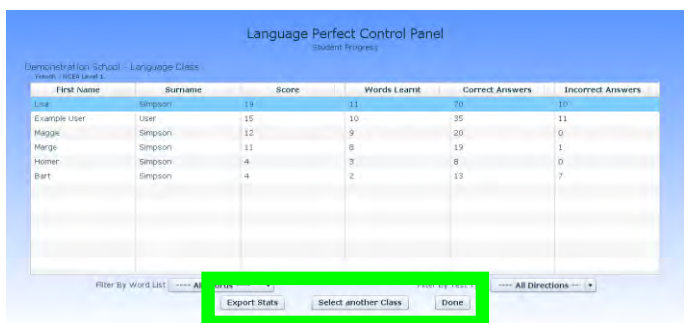 Language Perfect Control Panel
Student Progress
Demonstration School - Language Class
French - NCEA Level 1
First Name Surname Score Words Learnt Correct Answers Incorrect Answers
Lisa Simpson 19 11 70 10
Example User User 15 10 35 11
Maggie Simpson 12 9 20 0
Marge Simpson 11 8 19 1
Homer Simpson 4 3 8 0
Bart Simpson 4 2 13 7
Filter By Word List ---- All ---- All Directions --
Export Stats Select another Class Done